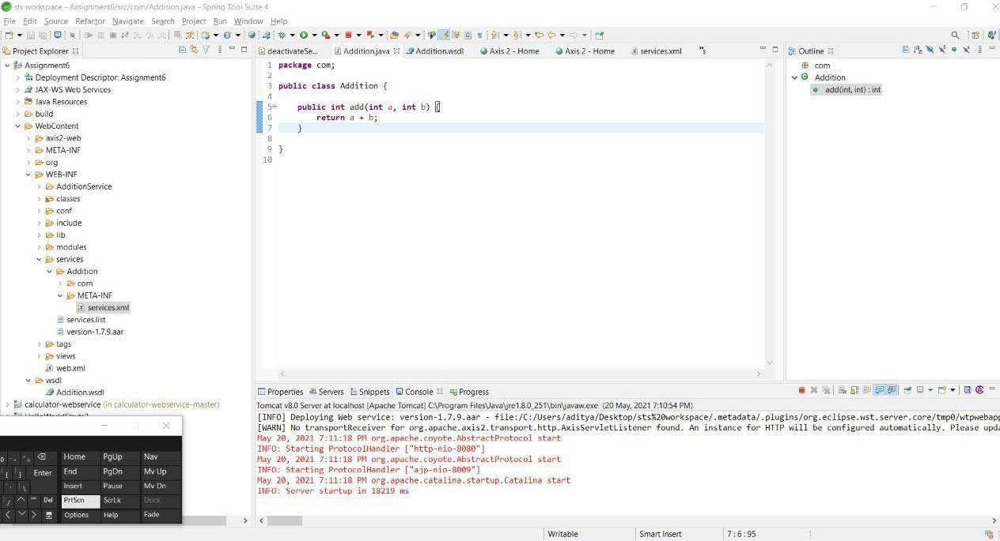 sts workspace - Assignment6/src/com/Addition.java - Spring Tool Suite 4
File Edit Source Refactor Navigate Search Project Run Window Help
Project Explorer
Assignment6
Deployment Descriptor: Assignment6
JAX-WS Web Services
Java Resources
build
WebContent
axis2-web
META-INF
org
WEB-INF
AdditionService
classes
conf
include
lib
modules
services
Addition
com
META-INF
services.xml
services.list
version-1.7.9.aar
tags
views
web.xml
wsdl
Addition.wsdl
calculator-webservice (in calculator-webservice-master)
deactivateSe... Addition.java Addition.wsdl Axis 2 - Home Axis 2 - Home services.xml »5
1 package com;
2
3 public class Addition {
4
5 public int add(int a, int b) {
6 return a + b;
7 }
8
9 }
10
Outline
com
Addition
add(int, int) : int
Properties Servers Snippets Console Progress
Tomcat v8.0 Server at localhost [Apache Tomcat] C:\Program Files\Java\jre1.8.0_251\bin\javaw.exe (20 May, 2021 7:10:54 PM)
[INFO] Deploying Web service: version-1.7.9.aar - file:/C:/Users/aditya/Desktop/sts%20workspace/.metadata/.plugins/org.eclipse.wst.server.core/tmp0/wtpwebapp
[WARN] No transportReceiver for org.apache.axis2.transport.http.AxisServletListener found. An instance for HTTP will be configured automatically. Please upda
May 20, 2021 7:11:18 PM org.apache.coyote.AbstractProtocol start
INFO: Starting ProtocolHandler ["http-nio-8080"]
May 20, 2021 7:11:18 PM org.apache.coyote.AbstractProtocol start
INFO: Starting ProtocolHandler ["ajp-nio-8009"]
May 20, 2021 7:11:18 PM org.apache.catalina.startup.Catalina start
INFO: Server startup in 18219 ms
Home PgUp Nav
Enter End PgDn Mv Up
Insert Pause Mv Dn
Del PrtScn ScrLk Dock
Options Help Fade
Writable Smart Insert 7 : 6 : 95